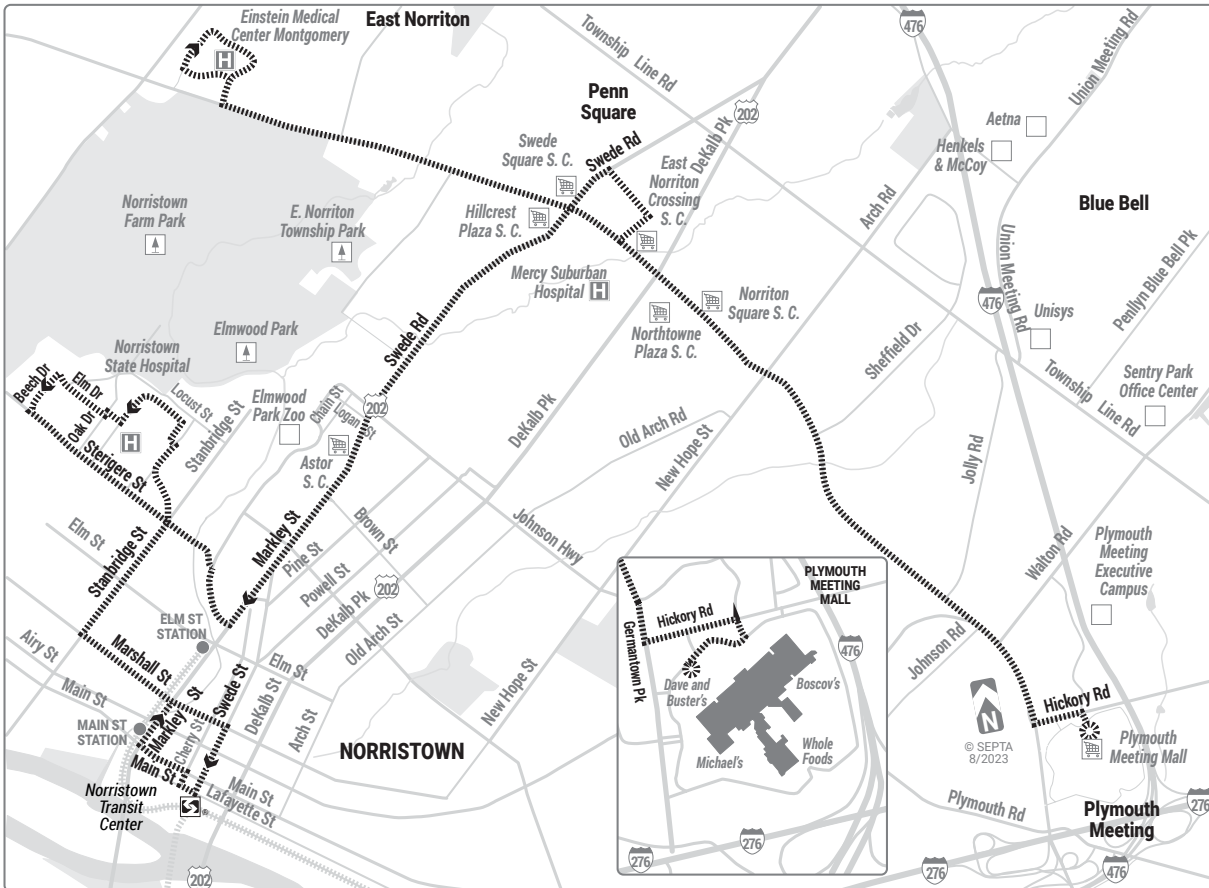 Einstein Medical
Center Montgomery
H
East Norriton
Township Line Rd
476
Union Meeting Rd
Penn
Square
202
DeKalb Pk
Aetna
Henkels
& McCoy
Swede
Square S. C.
Swede Rd
East
Norriton
Crossing
S. C.
Arch Rd
Blue Bell
Norristown
Farm Park
E. Norriton
Township Park
Hillcrest
Plaza S. C.
Mercy Suburban
Hospital H
Norriton
Square S. C.
Northtowne
Plaza S. C.
Union Meeting Rd
476
Penllyn Blue Bell Pk
Unisys
Elmwood Park
Swede Rd
Sheffield Dr
Township Line Rd
Sentry Park
Office Center
Norristown
State Hospital
Beech Dr
Elm Dr
Locust St
Oak Dr
H
Stanbridge St
Elmwood
Park Zoo
Chain St
Logan St
202
DeKalb Pk
Old Arch Rd
New Hope St
Astor
S. C.
Sterigere St
Jolly Rd
Elm St
Stanbridge St
Markley St
Brown St
Johnson Hwy
Pine St
Powell St
DeKalb Pk
202
Walton Rd
Plymouth
Meeting
Executive
Campus
ELM ST
STATION
Old Arch St
Johnson Rd
Airy St
Marshall St
Elm St
Main St
Swede St
DeKalb St
New Hope St
MAIN ST
STATION
Markley St
Cherry St
Arch St
NORRISTOWN
Main St
Main St
Lafayette St
Norristown
Transit
Center
202
PLYMOUTH
MEETING
MALL
Hickory Rd
Germantown Pk
476
Dave and
Buster's
Boscov's
Michael's
Whole
Foods
276
276
N
© SEPTA
8/2023
Hickory Rd
Plymouth
Meeting Mall
Plymouth Rd
Plymouth
Meeting
276
276
476